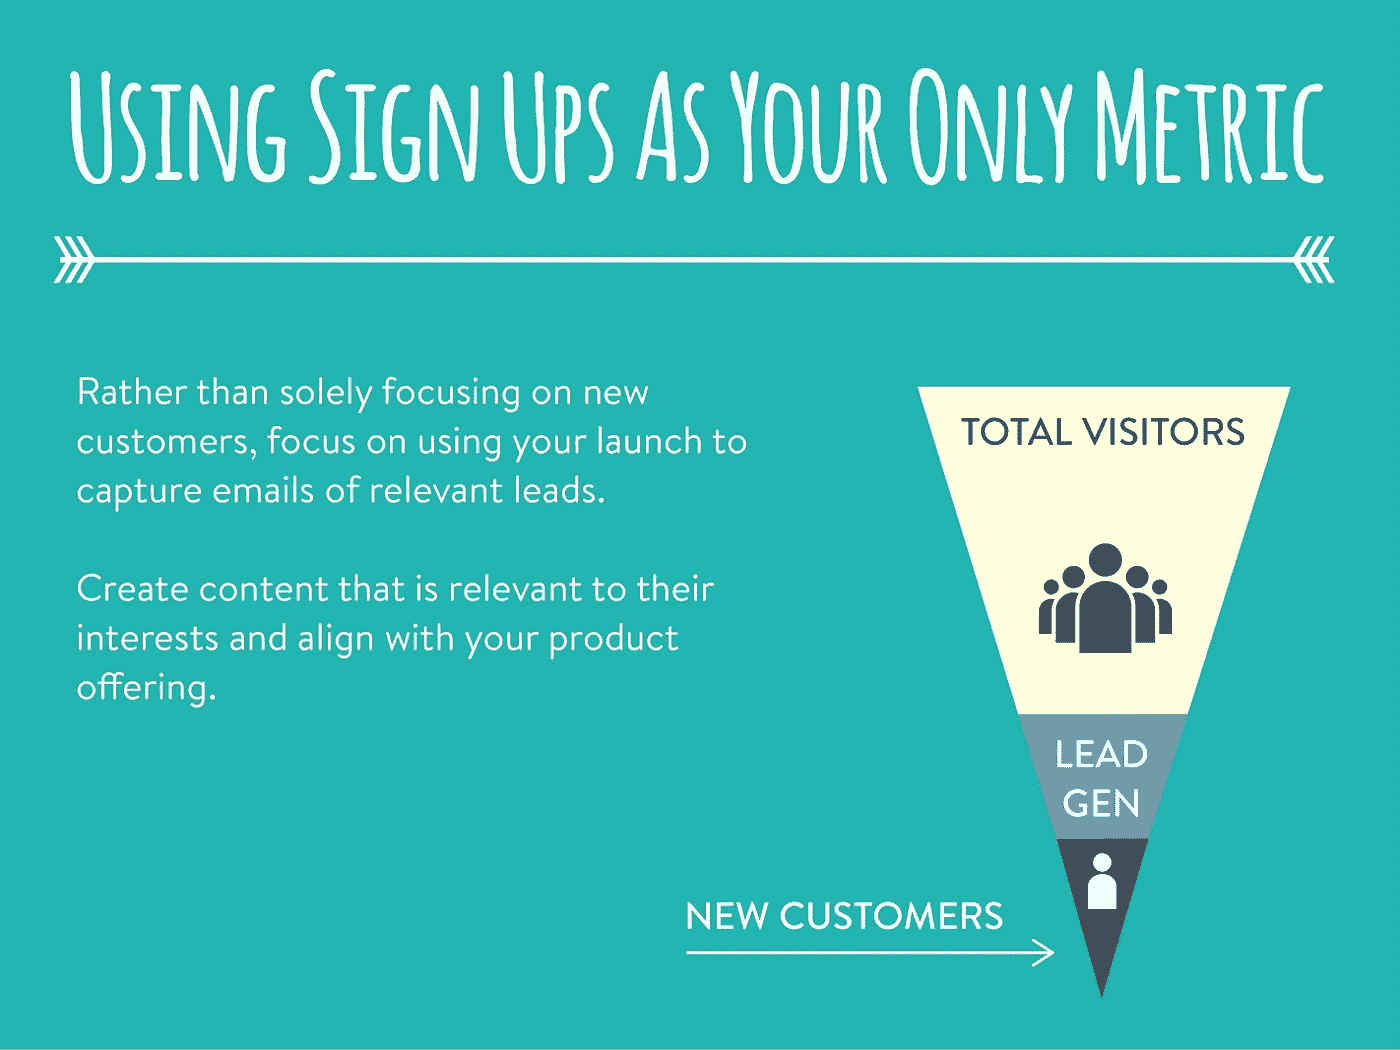 Using Sign Ups As Your Only Metric
Rather than solely focusing on new
customers, focus on using your launch to
capture emails of relevant leads.
Create content that is relevant to their
interests and align with your product
offering.
TOTAL VISITORS
LEAD
GEN
NEW CUSTOMERS